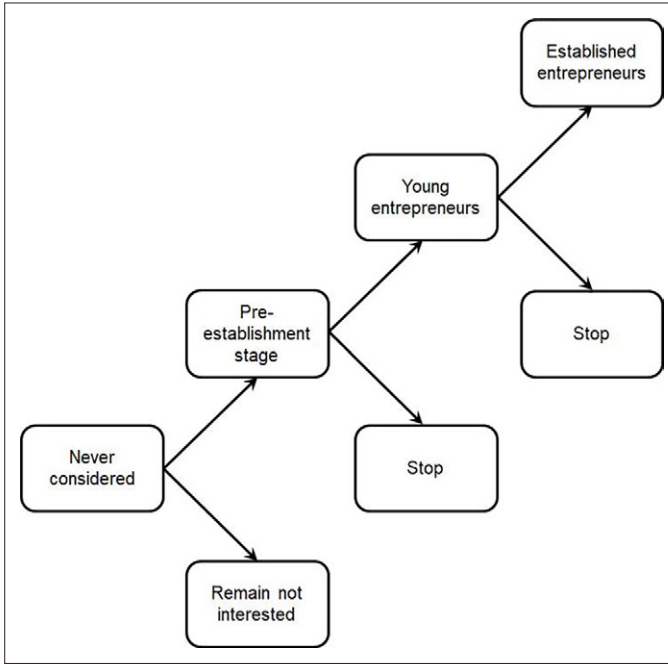 Established
entrepreneurs
Young
entrepreneurs
Pre-
establishment
stage
Stop
Never
considered
Stop
Remain not
interested